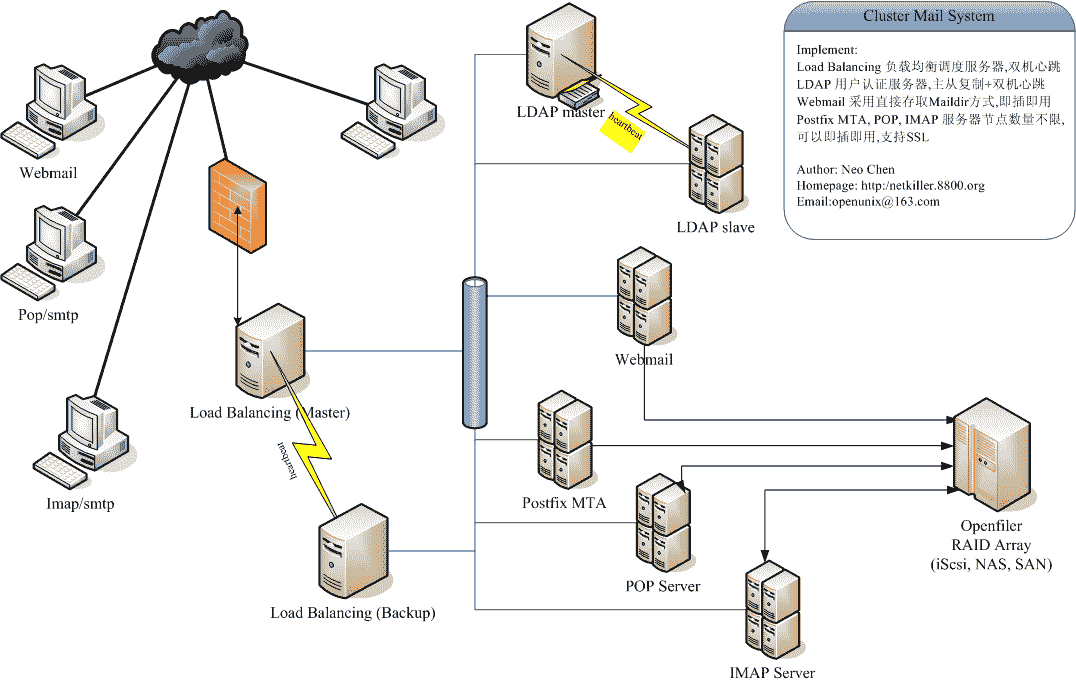 Cluster Mail System
Implement:
Load Balancing 负载均衡调度服务器,双机心跳
LDAP 用户认证服务器,主从复制+双机心跳
Webmail 采用直接存取Maildir方式,即插即用
Postfix MTA, POP, IMAP 服务器节点数量不限,
可以即插即用,支持SSL
Author: Neo Chen
Homepage: http:/netkiller.8800.org
Email:openunix@163.com
LDAP master
heartbeat
LDAP slave
Webmail
Pop/smtp
Imap/smtp
Load Balancing (Master)
heartbeat
Load Balancing (Backup)
Webmail
Postfix MTA
POP Server
IMAP Server
Openfiler
RAID Array
(iScsi, NAS, SAN)